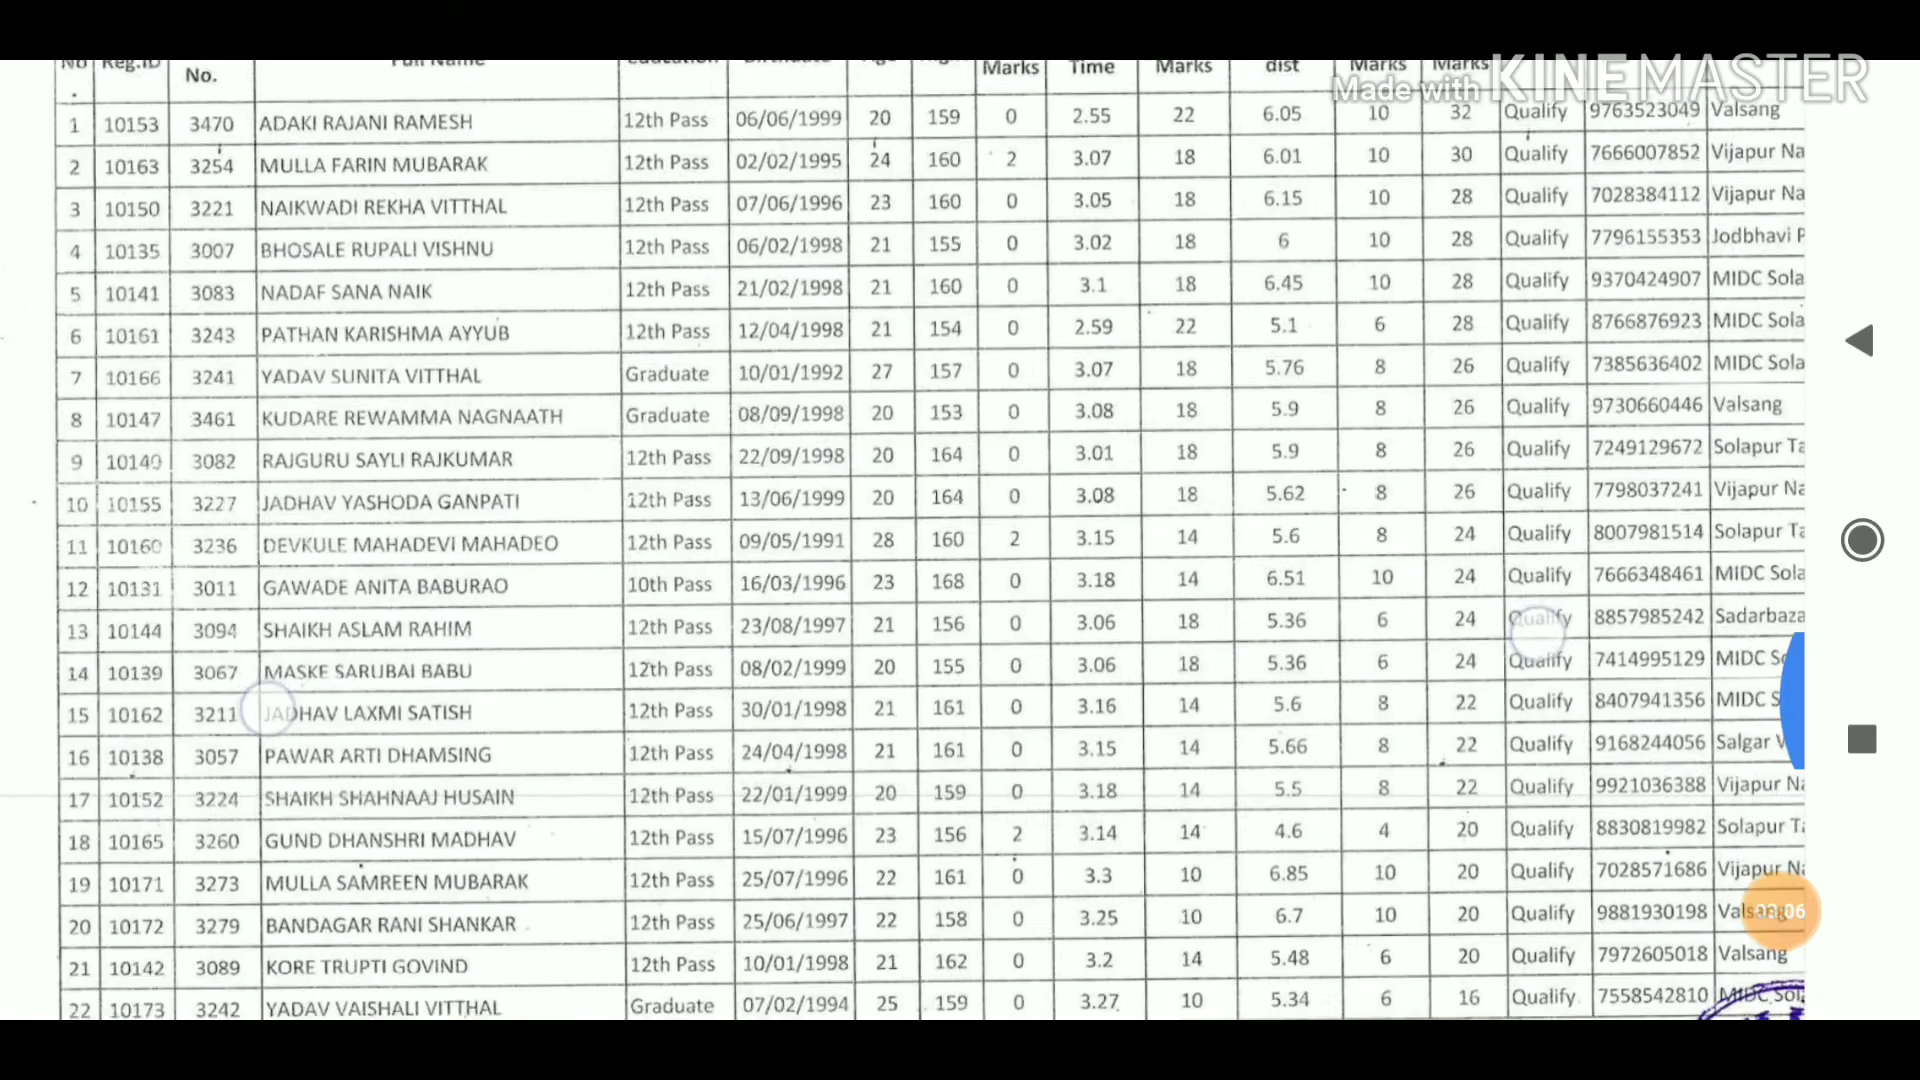 No Reg.ID No. Full Name Marks Time Marks dist Marks Marks
Made with KINEMASTER
1 10153 3470 ADAKI RAJANI RAMESH 12th Pass 06/06/1999 20 159 0 2.55 22 6.05 10 32 Qualify 9763523049 Valsang
2 10163 3254 MULLA FARIN MUBARAK 12th Pass 02/02/1995 24 160 2 3.07 18 6.01 10 30 Qualify 7666007852 Vijapur Na
3 10150 3221 NAIKWADI REKHA VITTHAL 12th Pass 07/06/1996 23 160 0 3.05 18 6.15 10 28 Qualify 7028384112 Vijapur Na
4 10135 3007 BHOSALE RUPALI VISHNU 12th Pass 06/02/1998 21 155 0 3.02 18 6 10 28 Qualify 7796155353 Jodbhavi P
5 10141 3083 NADAF SANA NAIK 12th Pass 21/02/1998 21 160 0 3.1 18 6.45 10 28 Qualify 9370424907 MIDC Sola
6 10161 3243 PATHAN KARISHMA AYYUB 12th Pass 12/04/1998 21 154 0 2.59 22 5.1 6 28 Qualify 8766876923 MIDC Sola
7 10166 3241 YADAV SUNITA VITTHAL Graduate 10/01/1992 27 157 0 3.07 18 5.76 8 26 Qualify 7385636402 MIDC Sola
8 10147 3461 KUDARE REWAMMA NAGNAATH Graduate 08/09/1998 20 153 0 3.08 18 5.9 8 26 Qualify 9730660446 Valsang
9 10140 3082 RAJGURU SAYLI RAJKUMAR 12th Pass 22/09/1998 20 164 0 3.01 18 5.9 8 26 Qualify 7249129672 Solapur Ta
10 10155 3227 JADHAV YASHODA GANPATI 12th Pass 13/06/1999 20 164 0 3.08 18 5.62 8 26 Qualify 7798037241 Vijapur Na
11 10160 3236 DEVKULE MAHADEVI MAHADEO 12th Pass 09/05/1991 28 160 2 3.15 14 5.6 8 24 Qualify 8007981514 Solapur Ta
12 10131 3011 GAWADE ANITA BABURAO 10th Pass 16/03/1996 23 168 0 3.18 14 6.51 10 24 Qualify 7666348461 MIDC Sola
13 10144 3094 SHAIKH ASLAM RAHIM 12th Pass 23/08/1997 21 156 0 3.06 18 5.36 6 24 Qualify 8857985242 Sadarbaza
14 10139 3067 MASKE SARUBAI BABU 12th Pass 08/02/1999 20 155 0 3.06 18 5.36 6 24 Qualify 7414995129 MIDC
15 10162 3211 JADHAV LAXMI SATISH 12th Pass 30/01/1998 21 161 0 3.16 14 5.6 8 22 Qualify 8407941356 MIDC S
16 10138 3057 PAWAR ARTI DHAMSING 12th Pass 24/04/1998 21 161 0 3.15 14 5.66 8 22 Qualify 9168244056 Salgar
17 10152 3224 SHAIKH SHAHNAAJ HUSAIN 12th Pass 22/01/1999 20 159 0 3.18 14 5.5 8 22 Qualify 9921036388 Vijapur Na
18 10165 3260 GUND DHANSHRI MADHAV 12th Pass 15/07/1996 23 156 2 3.14 14 4.6 4 20 Qualify 8830819982 Solapur Ta
19 10171 3273 MULLA SAMREEN MUBARAK 12th Pass 25/07/1996 22 161 0 3.3 10 6.85 10 20 Qualify 7028571686 Vijapur Na
20 10172 3279 BANDAGAR RANI SHANKAR 12th Pass 25/06/1997 22 158 0 3.25 10 6.7 10 20 Qualify 9881930198 Valsang
21 10142 3089 KORE TRUPTI GOVIND 12th Pass 10/01/1998 21 162 0 3.2 14 5.48 6 20 Qualify 7972605018 Valsang
22 10173 3242 YADAV VAISHALI VITTHAL Graduate 07/02/1994 25 159 0 3.27 10 5.34 6 16 Qualify 7558542810 MIDC Sol